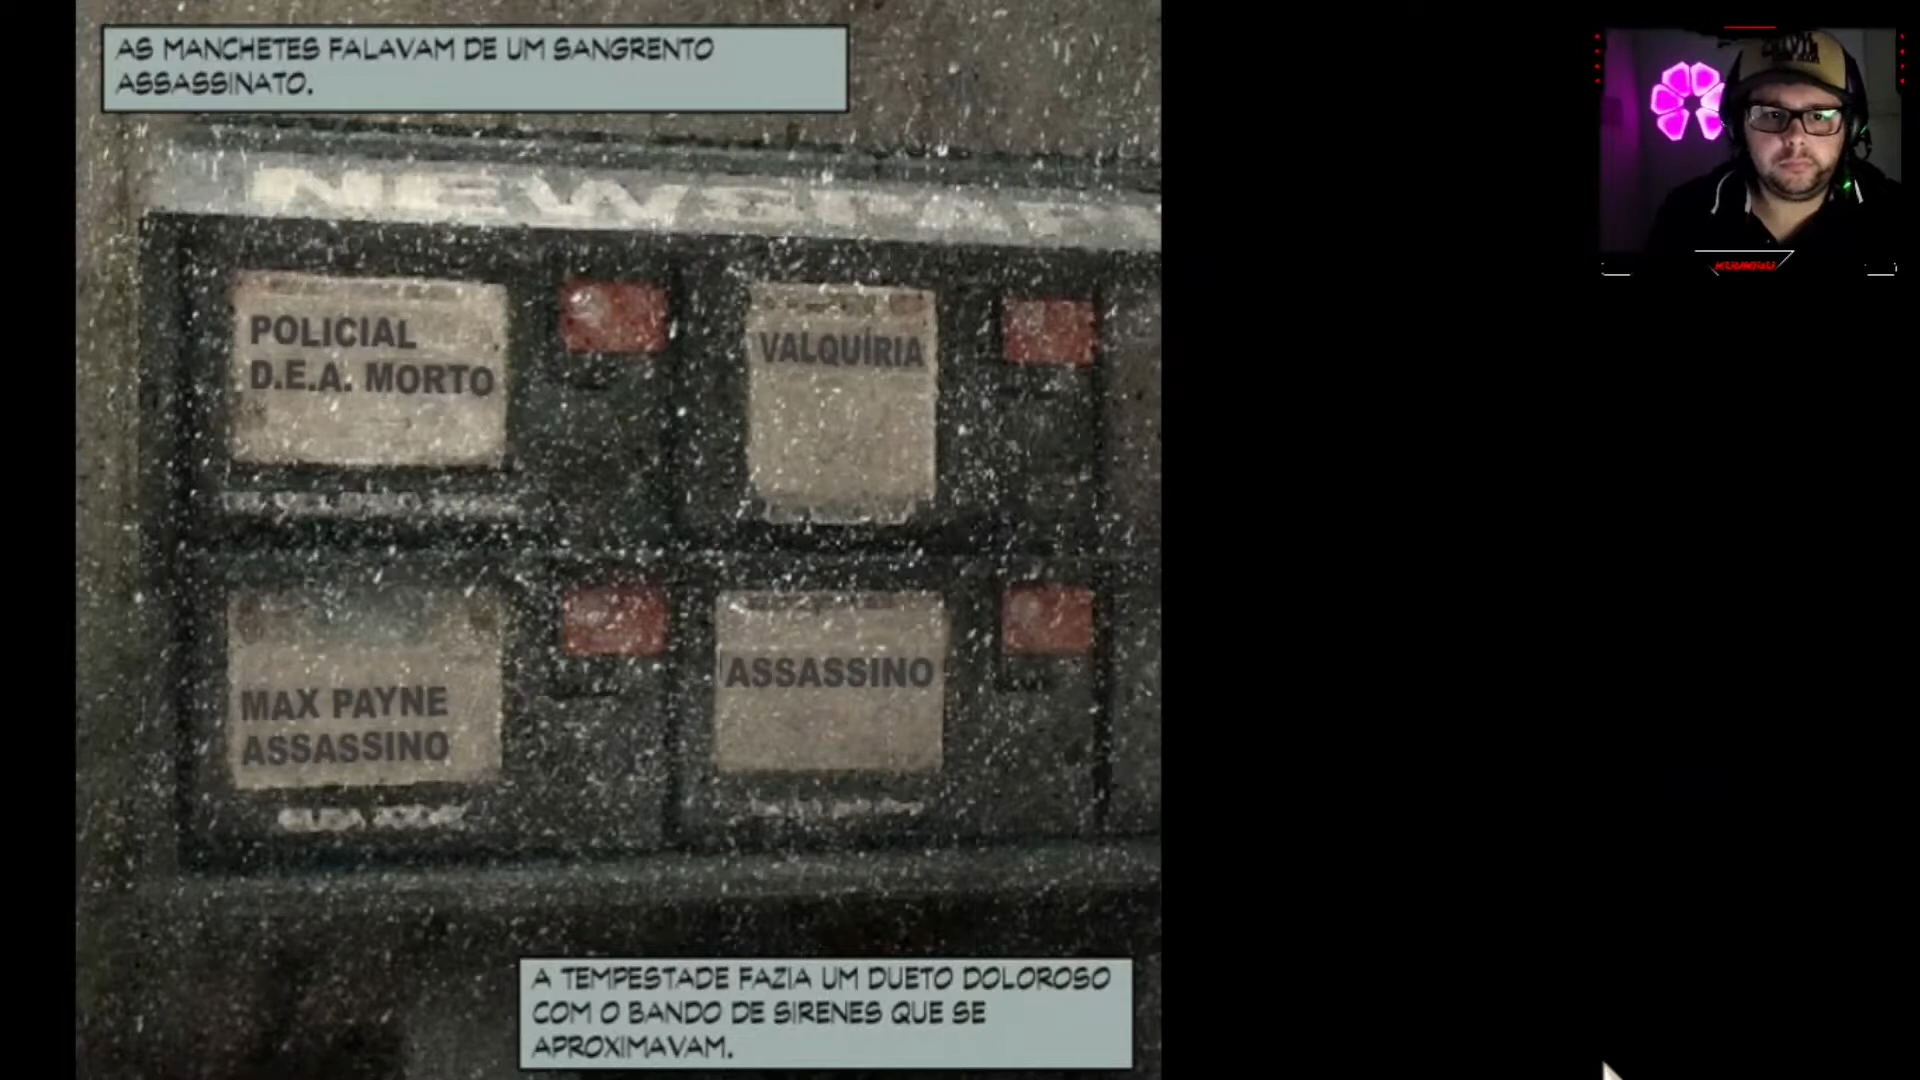 AS MANCHETES FALAVAM DE UM SANGRENTO
ASSASSINATO.
POLICIAL
D.E.A. MORTO
VALQUÍRIA
MAX PAYNE
ASSASSINO
ASSASSINO
A TEMPESTADE FAZIA UM DUETO DOLOROSO
COM O BANDO DE SIRENES QUE SE
APROXIMAVAM.